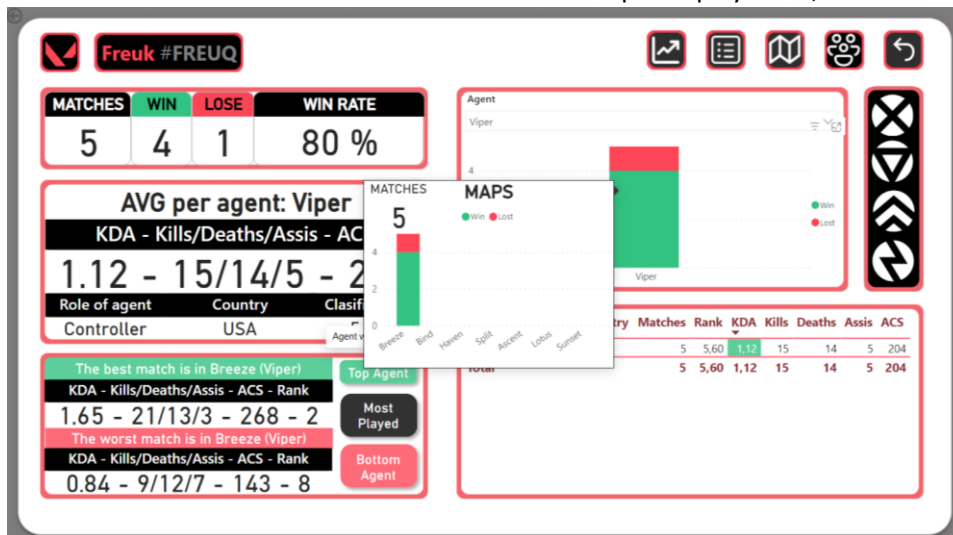 Freuk #FREUQ
MATCHES WIN LOSE WIN RATE
5 4 1 80 %
AVG per agent: Viper
KDA - Kills/Deaths/Assis - AC
1.12 - 15/14/5 - 2
Role of agent Country Clasif
Controller USA
Agent w
The best match is in Breeze (Viper)
KDA - Kills/Deaths/Assis - ACS - Rank
1.65 - 21/13/3 - 268 - 2
The worst match is in Breeze (Viper)
KDA - Kills/Deaths/Assis - ACS - Rank
0.84 - 9/12/7 - 143 - 8
Top Agent
Most
Played
Bottom
Agent
MATCHES
5
MAPS
Win Lost
4
2
0
Breeze Bind Haven Split Ascent Lotus Sunset
Agent
Viper
4
Win
Lost
Viper
try Matches Rank KDA Kills Deaths Assis ACS
5 5,60 1,12 15 14 5 204
Total 5 5,60 1,12 15 14 5 204